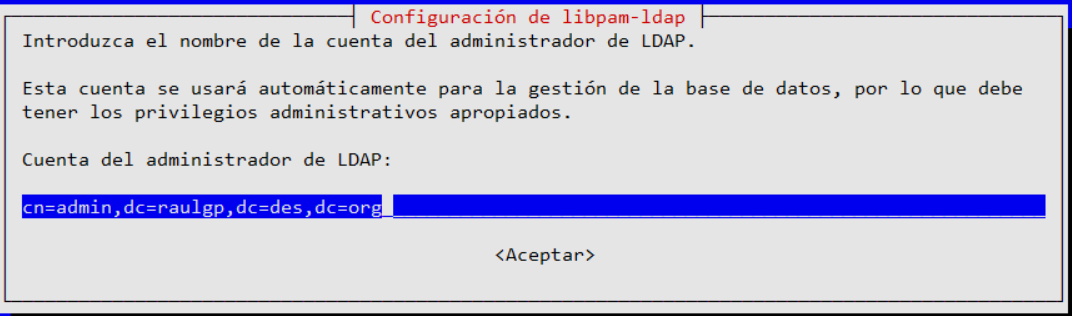 Configuración de libpam-ldap
Introduzca el nombre de la cuenta del administrador de LDAP.
Esta cuenta se usará automáticamente para la gestión de la base de datos, por lo que debe
tener los privilegios administrativos apropiados.
Cuenta del administrador de LDAP:
cn=admin,dc=raulgp,dc=des,dc=org
<Aceptar>